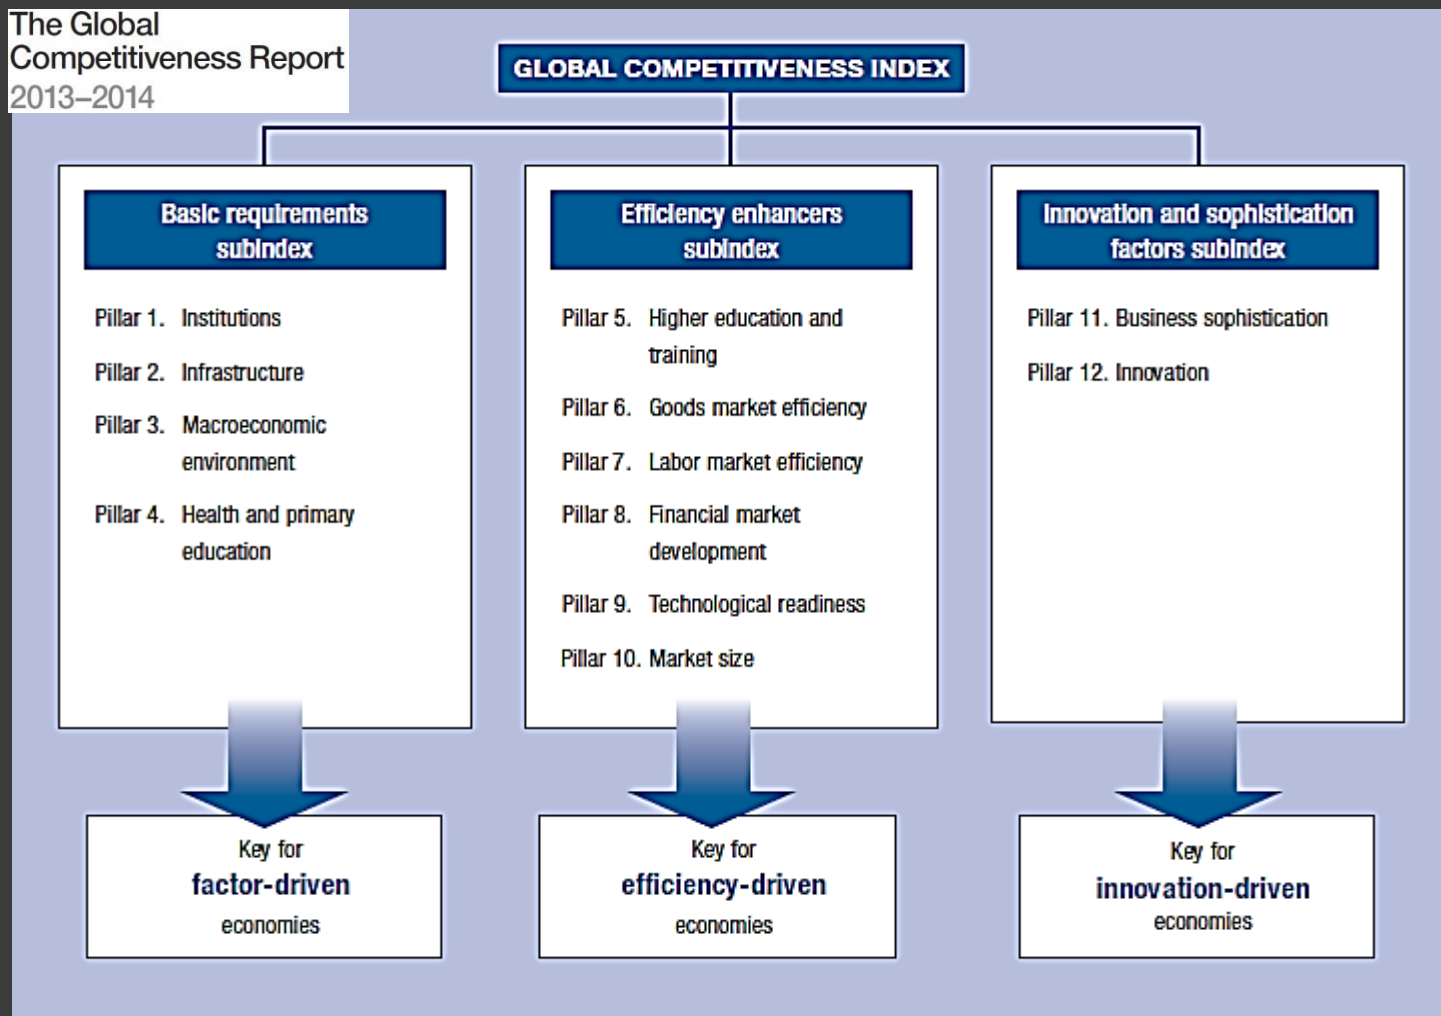 The Global
Competitiveness Report
2013–2014
GLOBAL COMPETITIVENESS INDEX
Basic requirements
subindex
Pillar 1. Institutions
Pillar 2. Infrastructure
Pillar 3. Macroeconomic
environment
Pillar 4. Health and primary
education
Key for
factor-driven
economies
Efficiency enhancers
subindex
Pillar 5. Higher education and
training
Pillar 6. Goods market efficiency
Pillar 7. Labor market efficiency
Pillar 8. Financial market
development
Pillar 9. Technological readiness
Pillar 10. Market size
Key for
efficiency-driven
economies
Innovation and sophistication
factors subindex
Pillar 11. Business sophistication
Pillar 12. Innovation
Key for
innovation-driven
economies